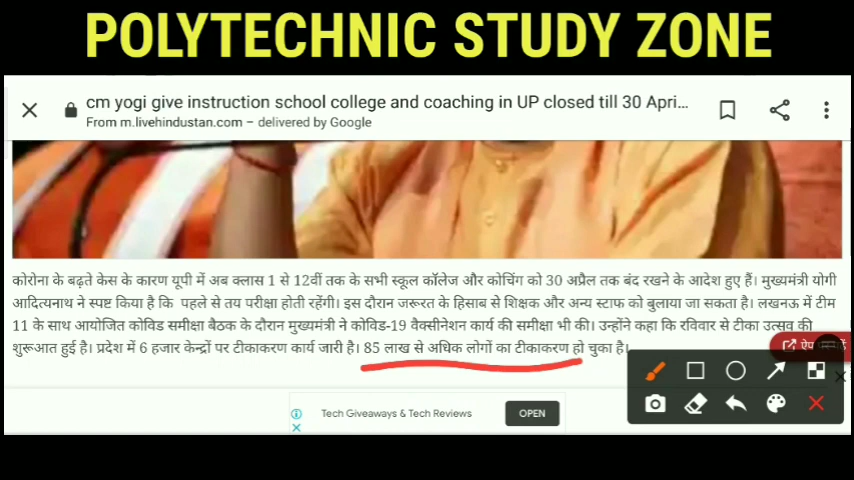 POLYTECHNIC STUDY ZONE
cm yogi give instruction school college and coaching in UP closed till 30 Apri...
From m.livehindustan.com – delivered by Google
कोरोना के बढ़ते केस के कारण यूपी में अब क्लास 1 से 12वीं तक के सभी स्कूल कॉलेज और कोचिंग को 30 अप्रैल तक बंद रखने के आदेश हुए हैं। मुख्यमंत्री योगी
आदित्यनाथ ने स्पष्ट किया है कि पहले से तय परीक्षा होती रहेंगी। इस दौरान जरूरत के हिसाब से शिक्षक और अन्य स्टाफ को बुलाया जा सकता है। लखनऊ में टीम
11 के साथ आयोजित कोविड समीक्षा बैठक के दौरान मुख्यमंत्री ने कोविड-19 वैक्सीनेशन कार्य की समीक्षा भी की। उन्होंने कहा कि रविवार से टीका उत्सव की
शुरूआत हुई है। प्रदेश में 6 हजार केन्द्रों पर टीकाकरण कार्य जारी है। 85 लाख से अधिक लोगों का टीकाकरण हो चुका है।
Tech Giveaways & Tech Reviews
OPEN